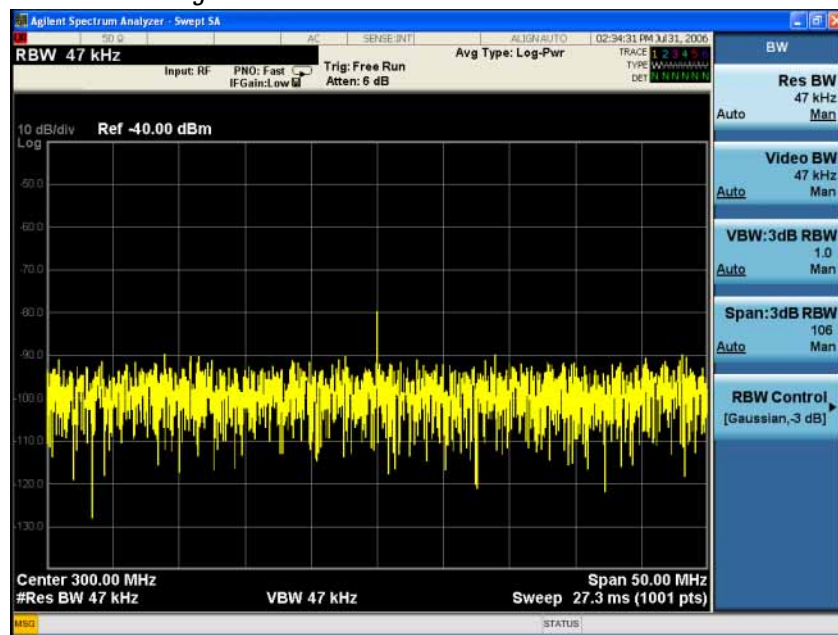 Agilent Spectrum Analyzer - Swept SA
50 Ω AC SENSE:INT ALIGN AUTO 02:34:31 PM Jul 31, 2006
RBW 47 kHz
Input: RF PNO: Fast Trig: Free Run Avg Type: Log-Pwr TRACE 1 2 3 4 5 6
IFGain:Low Atten: 6 dB TYPE
DET N N N N N N
10 dB/div Ref -40.00 dBm
Log
-50.0
-60.0
-70.0
-80.0
-90.0
-100.0
-110.0
-120.0
-130.0
Center 300.00 MHz Span 50.00 MHz
#Res BW 47 kHz VBW 47 kHz Sweep 27.3 ms (1001 pts)
MSG STATUS
BW
Res BW
47 kHz
Auto Man
Video BW
47 kHz
Auto Man
VBW:3dB RBW
1.0
Auto Man
Span:3dB RBW
106
Auto Man
RBW Control
[Gaussian,-3 dB]